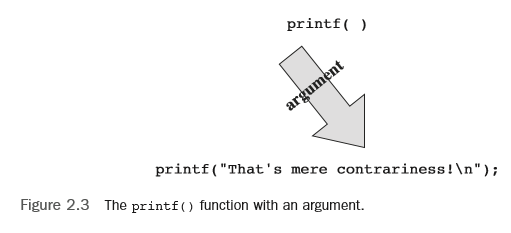 printf( )
argument
printf("That's mere contrariness!\n");
Figure 2.3 The printf() function with an argument.